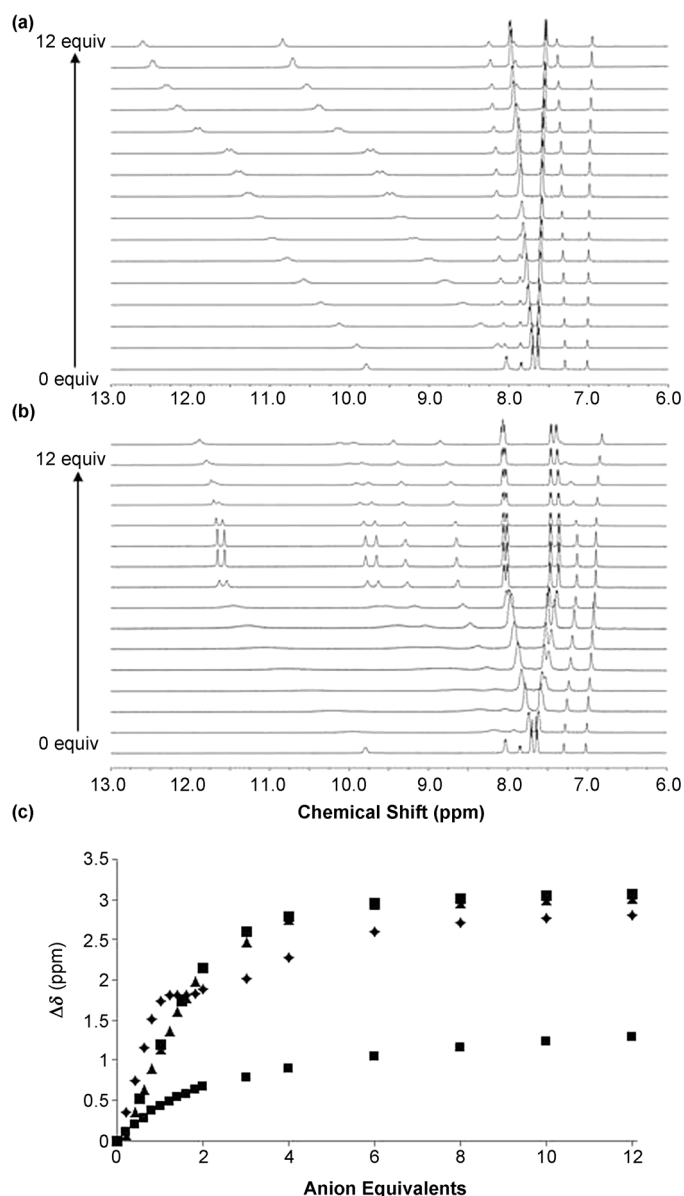 (a)
12 equiv
0 equiv
13.0 12.0 11.0 10.0 9.0 8.0 7.0 6.0
(b)
12 equiv
0 equiv
13.0 12.0 11.0 10.0 9.0 8.0 7.0 6.0
Chemical Shift (ppm)
(c)
3.5
3
2.5
2
1.5
1
0.5
0
Δδ (ppm)
0 2 4 6 8 10 12
Anion Equivalents